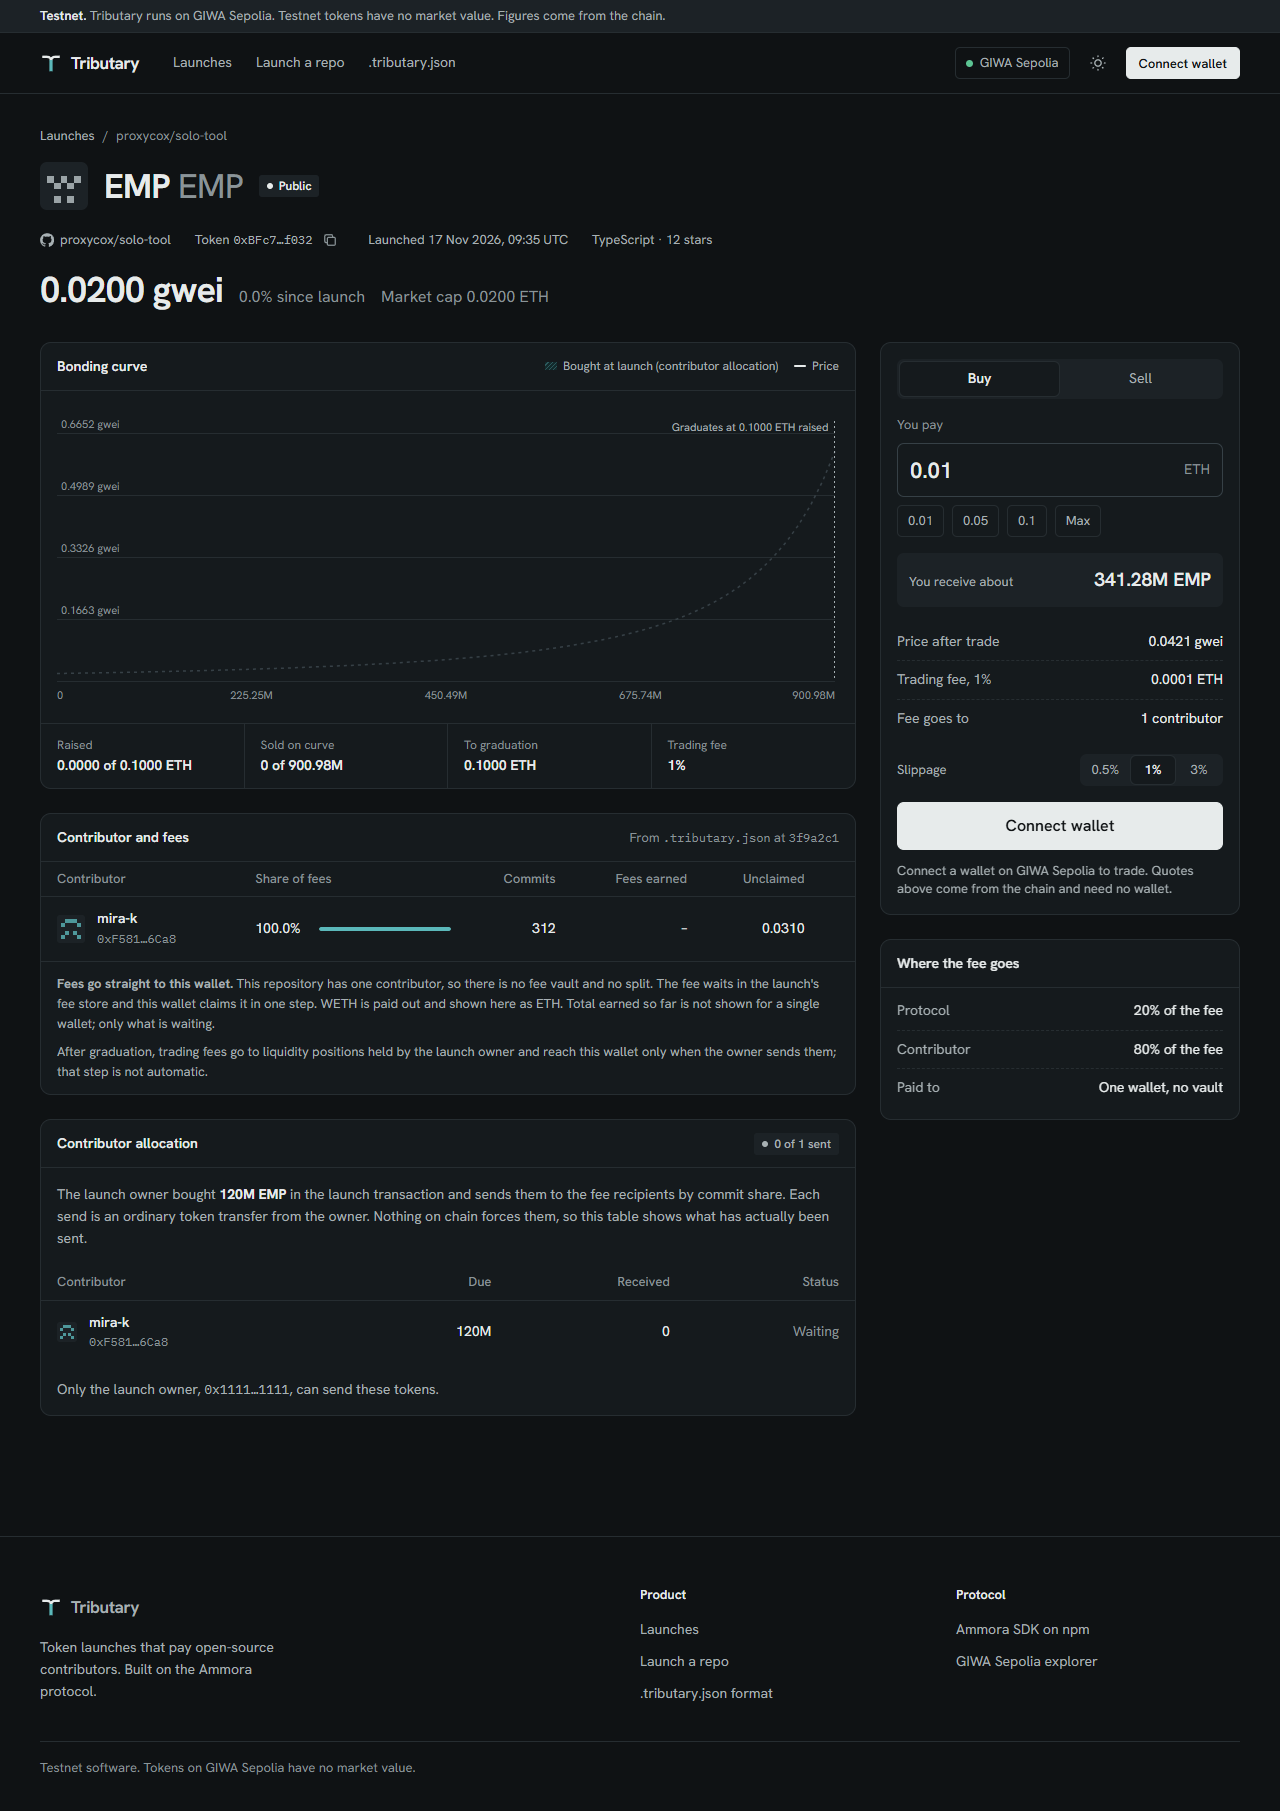 Testnet. Tributary runs on GIWA Sepolia. Testnet tokens have no market value. Figures come from the chain.
Tributary
Launches
Launch a repo
.tributary.json
GIWA Sepolia
Connect wallet
Launches / proxycox/solo-tool
EMP EMP
Public
proxycox/solo-tool
Token 0xBFc7…f032
Launched 17 Nov 2026, 09:35 UTC
TypeScript · 12 stars
0.0200 gwei
0.0% since launch
Market cap 0.0200 ETH
Bonding curve
Bought at launch (contributor allocation)
Price
0.6652 gwei
Graduates at 0.1000 ETH raised
0.4989 gwei
0.3326 gwei
0.1663 gwei
0
225.25M
450.49M
675.74M
900.98M
Raised
0.0000 of 0.1000 ETH
Sold on curve
0 of 900.98M
To graduation
0.1000 ETH
Trading fee
1%
Buy
Sell
You pay
0.01
ETH
0.01
0.05
0.1
Max
You receive about
341.28M EMP
Price after trade
0.0421 gwei
Trading fee, 1%
0.0001 ETH
Fee goes to
1 contributor
Slippage
0.5%
1%
3%
Connect wallet
Connect a wallet on GIWA Sepolia to trade. Quotes
above come from the chain and need no wallet.
Contributor and fees
From .tributary.json at 3f9a2c1
Contributor
Share of fees
Commits
Fees earned
Unclaimed
mira-k
0xF581…6Ca8
100.0%
312
–
0.0310
Fees go straight to this wallet. This repository has one contributor, so there is no fee vault and no split. The fee waits in the launch's
fee store and this wallet claims it in one step. WETH is paid out and shown here as ETH. Total earned so far is not shown for a single
wallet; only what is waiting.
After graduation, trading fees go to liquidity positions held by the launch owner and reach this wallet only when the owner sends them;
that step is not automatic.
Where the fee goes
Protocol
20% of the fee
Contributor
80% of the fee
Paid to
One wallet, no vault
Contributor allocation
0 of 1 sent
The launch owner bought 120M EMP in the launch transaction and sends them to the fee recipients by commit share. Each
send is an ordinary token transfer from the owner. Nothing on chain forces them, so this table shows what has actually been
sent.
Contributor
Due
Received
Status
mira-k
0xF581…6Ca8
120M
0
Waiting
Only the launch owner, 0x1111…1111, can send these tokens.
Tributary
Token launches that pay open-source
contributors. Built on the Ammora
protocol.
Product
Launches
Launch a repo
.tributary.json format
Protocol
Ammora SDK on npm
GIWA Sepolia explorer
Testnet software. Tokens on GIWA Sepolia have no market value.